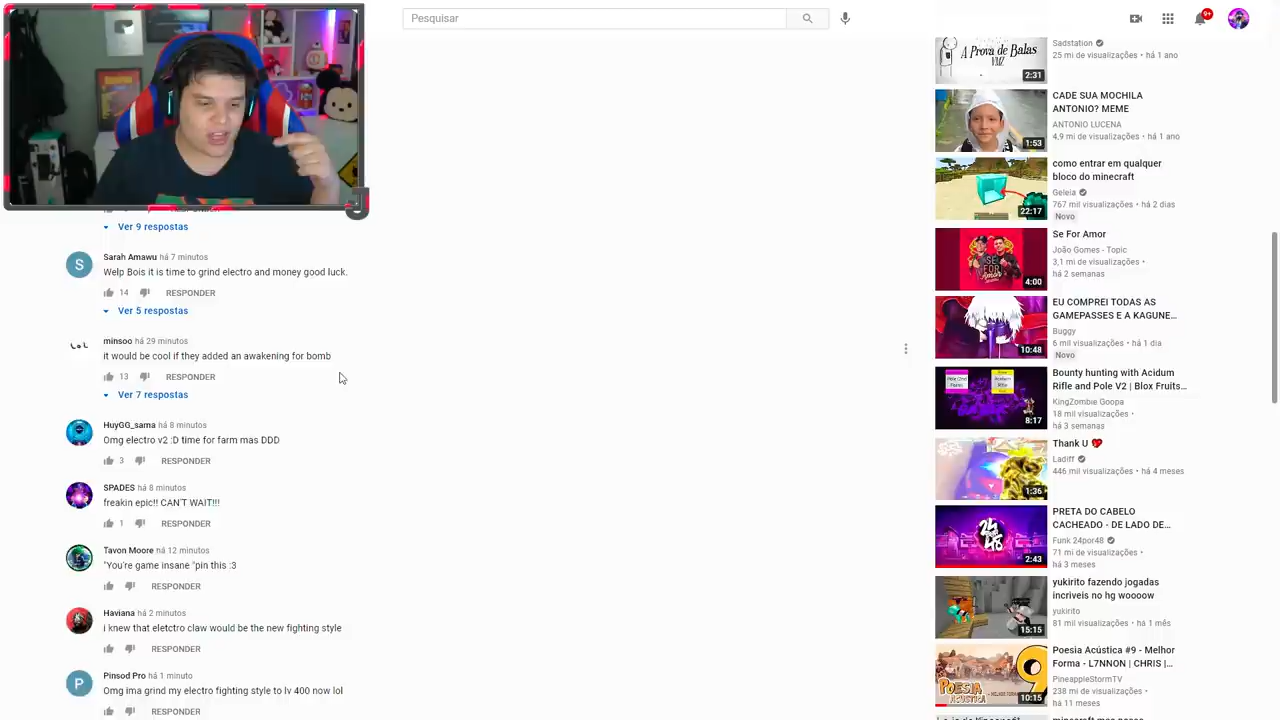 Pesquisar
9+
Ver 9 respostas
S
Sarah Amawu há 7 minutos
Welp Bois it is time to grind electro and money good luck.
14 RESPONDER
Ver 5 respostas
LOL
minsoo há 29 minutos
it would be cool if they added an awakening for bomb
13 RESPONDER
Ver 7 respostas
HuyGG_sama há 8 minutos
Omg electro v2 :D time for farm mas DDD
3 RESPONDER
SPADES há 8 minutos
freakin epic!! CAN'T WAIT!!!
1 RESPONDER
Tavon Moore há 12 minutos
"You're game insane "pin this :3
RESPONDER
Haviana há 2 minutos
i knew that eletctro claw would be the new fighting style
RESPONDER
P
Pinsod Pro há 1 minuto
Omg ima grind my electro fighting style to lv 400 now lol
RESPONDER
A Prova de Balas
VMZ
2:31
Sadstation
25 mi de visualizações • há 1 ano
1:53
CADE SUA MOCHILA
ANTONIO? MEME
ANTONIO LUCENA
4,9 mi de visualizações • há 1 ano
22:17
como entrar em qualquer
bloco do minecraft
Geleia
767 mil visualizações • há 2 dias
Novo
SE
FOR
Amor
4:00
Se For Amor
João Gomes - Topic
3,1 mi de visualizações •
há 2 semanas
10:48
EU COMPREI TODAS AS
GAMEPASSES E A KAGUNE...
Buggy
6 mil visualizações • há 1 dia
Novo
8:17
Bounty hunting with Acidum
Rifle and Pole V2 | Blox Fruits...
KingZombie Goopa
18 mil visualizações •
há 3 semanas
1:36
Thank U ❤
Ladiff
446 mil visualizações • há 4 meses
24
48
2:43
PRETA DO CABELO
CACHEADO - DE LADO DE...
Funk 24por48
71 mi de visualizações •
há 3 meses
15:15
yukirito fazendo jogadas
incriveis no hg woooow
yukirito
81 mil visualizações • há 1 mês
POESIA
ACÚSTICA
9
10:15
Poesia Acústica #9 - Melhor
Forma - L7NNON | CHRIS |...
PineappleStormTV
238 mi de visualizações •
há 11 meses